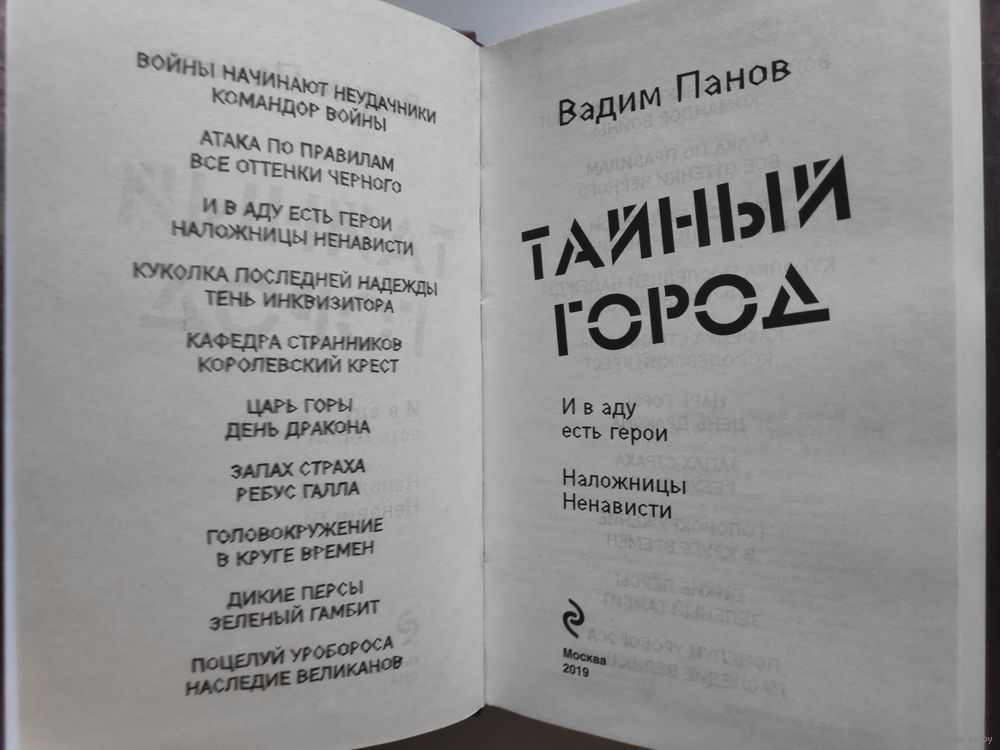 ВОЙНЫ НАЧИНАЮТ НЕУДАЧНИКИ
КОМАНДОР ВОЙНЫ
АТАКА ПО ПРАВИЛАМ
ВСЕ ОТТЕНКИ ЧЕРНОГО
И В АДУ ЕСТЬ ГЕРОИ
НАЛОЖНИЦЫ НЕНАВИСТИ
КУКОЛКА ПОСЛЕДНЕЙ НАДЕЖДЫ
ТЕНЬ ИНКВИЗИТОРА
КАФЕДРА СТРАННИКОВ
КОРОЛЕВСКИЙ КРЕСТ
ЦАРЬ ГОРЫ
ДЕНЬ ДРАКОНА
ЗАПАХ СТРАХА
РЕБУС ГАЛЛА
ГОЛОВОКРУЖЕНИЕ
В КРУГЕ ВРЕМЕН
ДИКИЕ ПЕРСЫ
ЗЕЛЕНЫЙ ГАМБИТ
ПОЦЕЛУЙ УРОБОРОСА
НАСЛЕДИЕ ВЕЛИКАНОВ
Вадим Панов
ТАЙНЫЙ
ГОРОД
И в аду
есть герои
Наложницы
Ненависти
Москва
2019